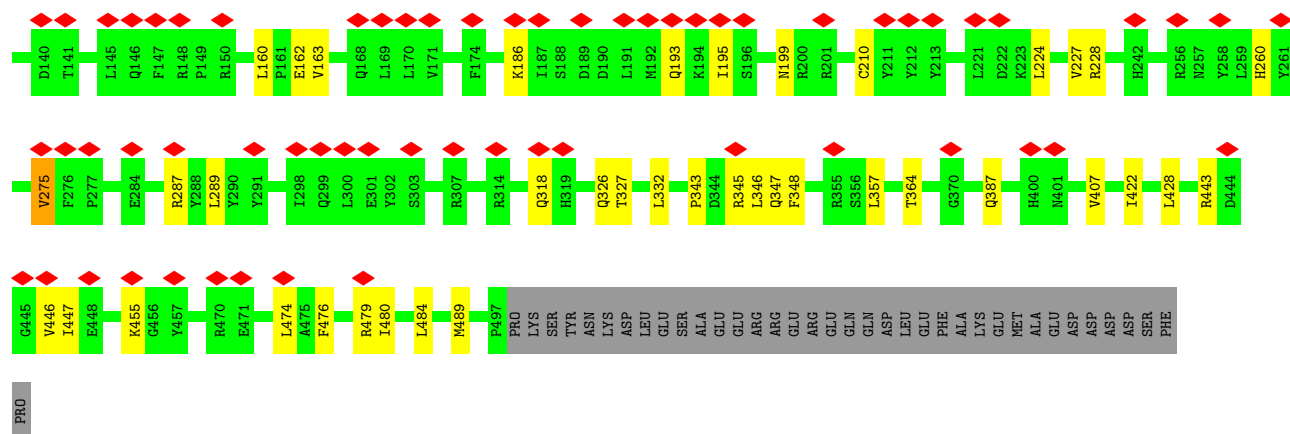 D140 T141 L145 Q146 F147 R148 P149 R150 L160 P161 E162 V163 Q168 L169 L170 V171 F174 K186 I187 S188 D189 D190 L191 M192 Q193 K194 I195 S196 N199 R200 R201 C210 Y211 Y212 Y213 L221 D222 K223 L224 V227 R228 H242 R256 N257 Y258 L259 H260 Y261
V275 F276 P277 E284 R287 Y288 L289 Y290 Y291 I298 Q299 L300 E301 Y302 S303 R307 R314 Q318 H319 Q326 T327 L332 P343 D344 R345 L346 Q347 F348 R355 S356 L357 T364 G370 Q387 H400 N401 V407 I422 L428 R443 D444
G445 V446 I447 E448 K455 G456 Y457 R470 E471 L474 A475 F476 R479 I480 L484 M489 P497 PRO LYS SER TYR ASN LYS ASP LEU GLU SER ALA GLU GLU ARG ARG GLU ARG GLU GLN GLN ASP LEU GLU PHE ALA LYS GLU MET ALA GLU ASP ASP ASP ASP SER PHE
PRO